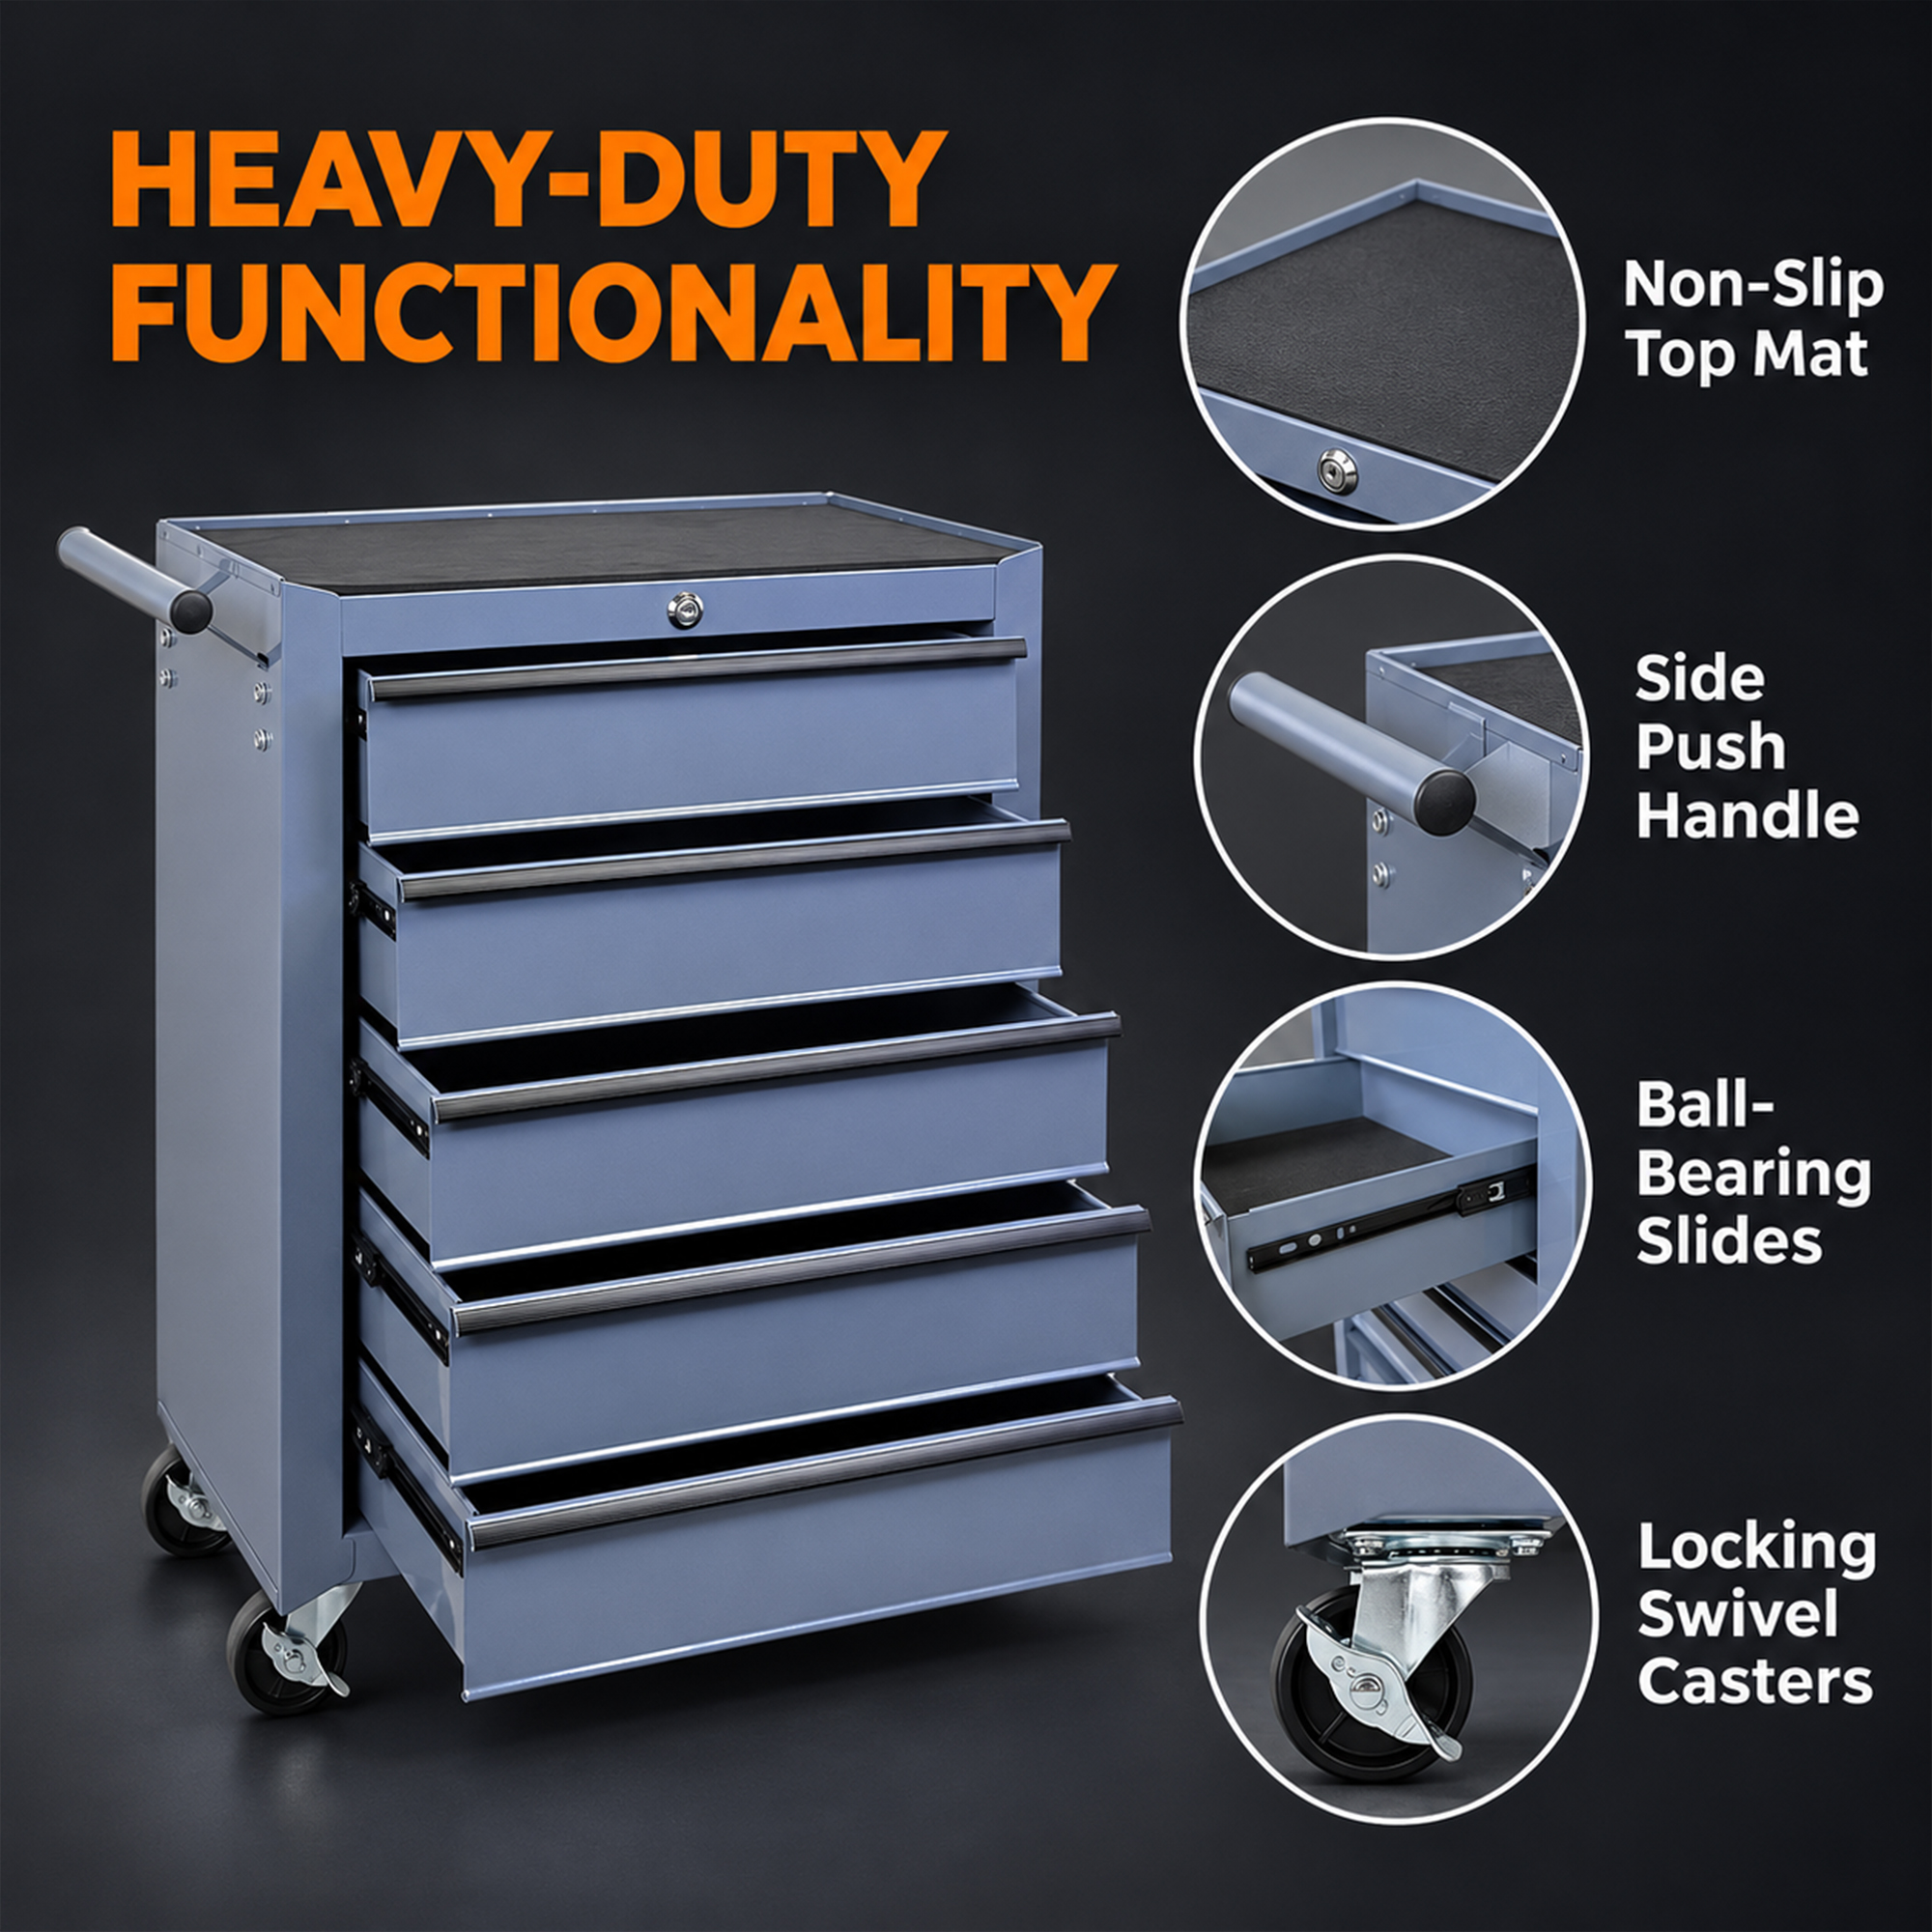 HEAVY-DUTY
FUNCTIONALITY
Non-Slip
Top Mat
Side
Push
Handle
Ball-
Bearing
Slides
Locking
Swivel
Casters